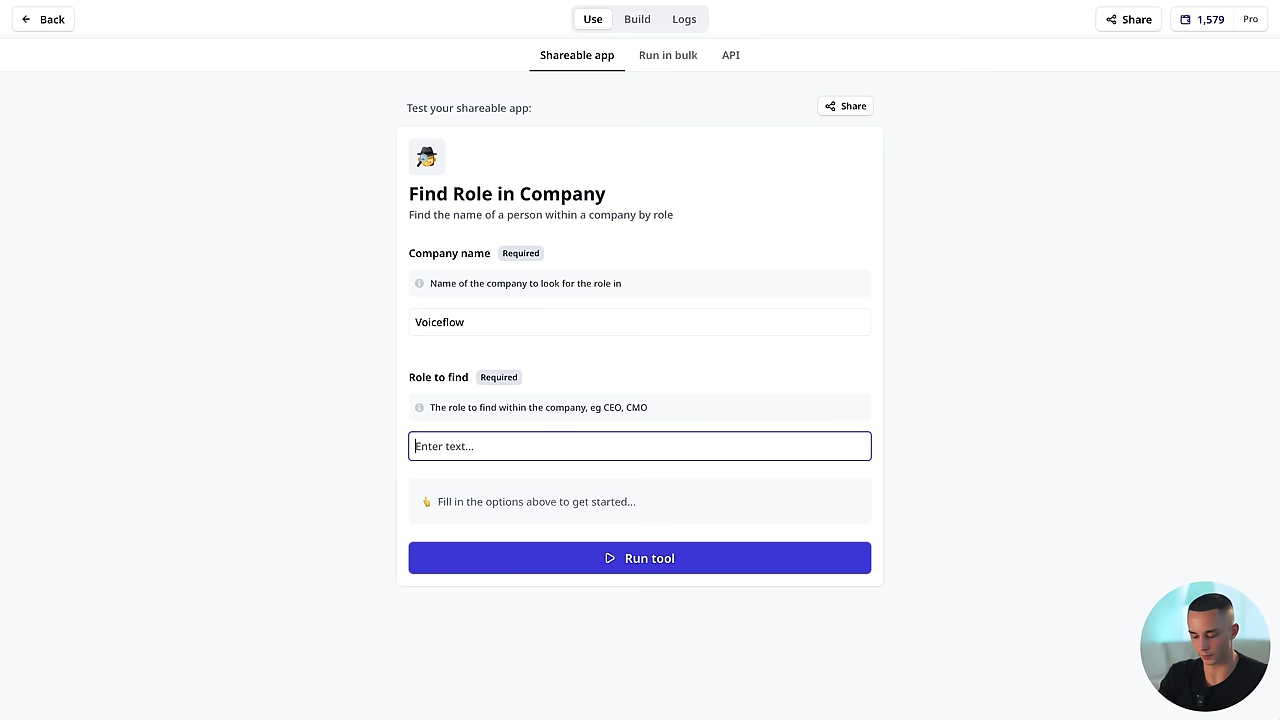 Back
Use
Build
Logs
Share
1,579
Pro
Shareable app
Run in bulk
API
Test your shareable app:
Share
Find Role in Company
Find the name of a person within a company by role
Company name Required
Name of the company to look for the role in
Voiceflow
Role to find Required
The role to find within the company, eg CEO, CMO
Enter text...
Fill in the options above to get started...
Run tool